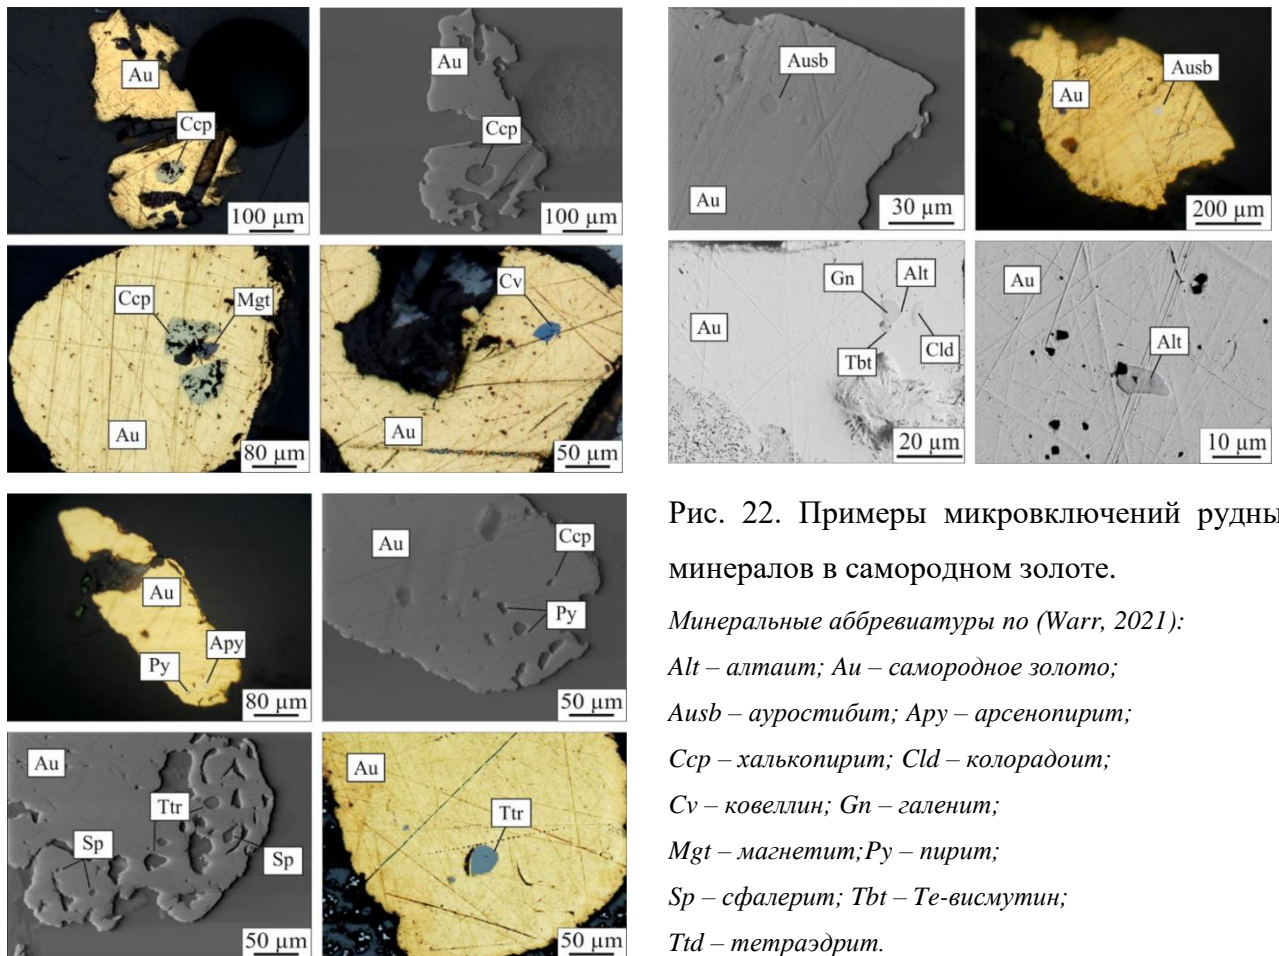 Au
Ccp
100 µm
Au
Ccp
100 µm
Ausb
Au
30 µm
Au
Ausb
200 µm
Ccp
Mgt
Au
80 µm
Cv
Au
50 µm
Gn
Alt
Au
Tbt
Cld
20 µm
Au
Alt
10 µm
Au
Apy
Py
80 µm
Au
Ccp
Py
50 µm
Au
Ttr
Sp
Sp
50 µm
Au
Ttr
50 µm
Рис. 22. Примеры микровключений рудны
минералов в самородном золоте.
Минеральные аббревиатуры по (Warr, 2021):
Alt – алтаит; Au – самородное золото;
Ausb – ауростибит; Apy – арсенопирит;
Ccp – халькопирит; Cld – колорадоит;
Cv – ковеллин; Gn – галенит;
Mgt – магнетит;Py – пирит;
Sp – сфалерит; Tbt – Te-висмутин;
Ttd – тетраэдрит.